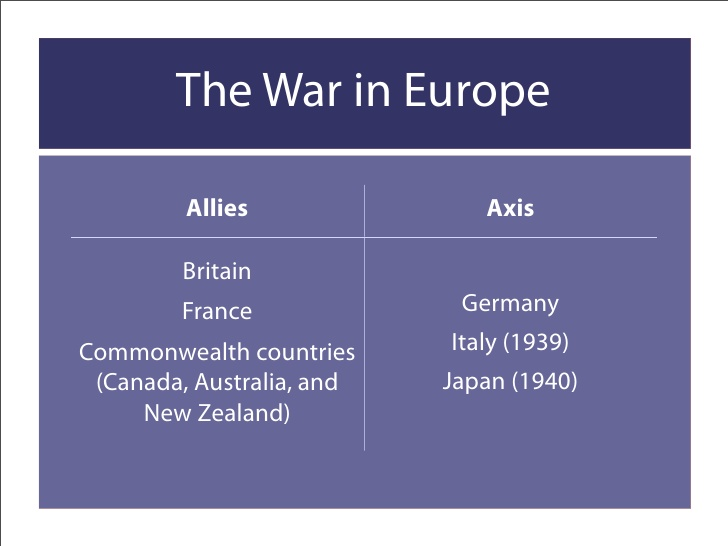 The War in Europe
Allies
Axis
Britain
France
Commonwealth countries
(Canada, Australia, and
New Zealand)
Germany
Italy (1939)
Japan (1940)